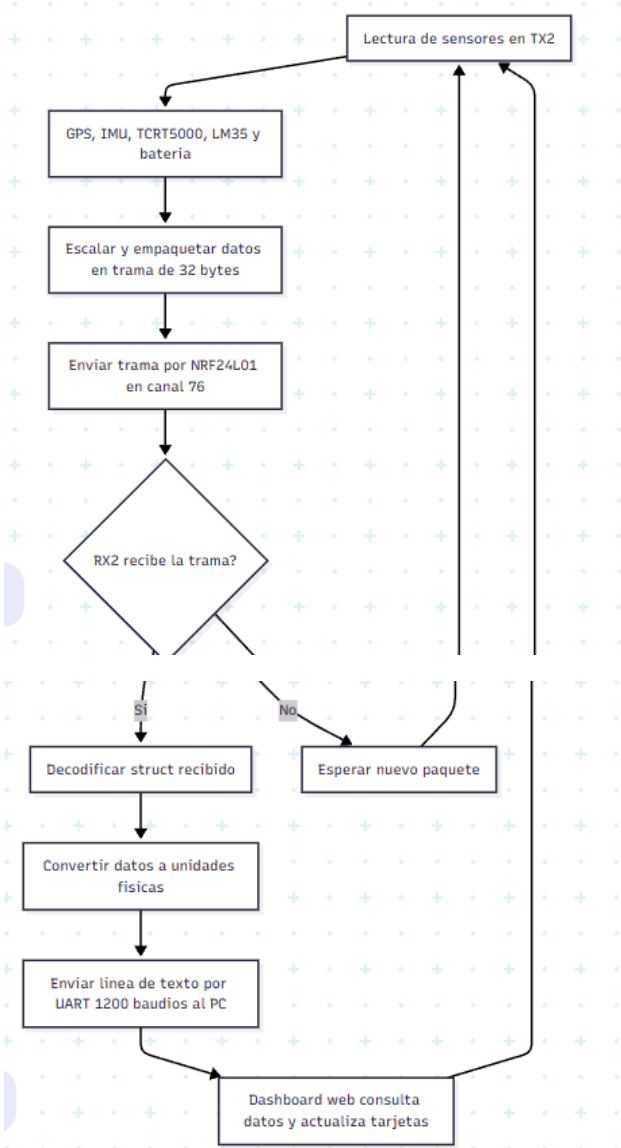 Lectura de sensores en TX2
GPS, IMU, TCRT5000, LM35 y
bateria
Escalar y empaquetar datos
en trama de 32 bytes
Enviar trama por NRF24L01
en canal 76
RX2 recibe la trama?
Si
No
Decodificar struct recibido
Esperar nuevo paquete
Convertir datos a unidades
fisicas
Enviar linea de texto por
UART 1200 baudios al PC
Dashboard web consulta
datos y actualiza tarjetas